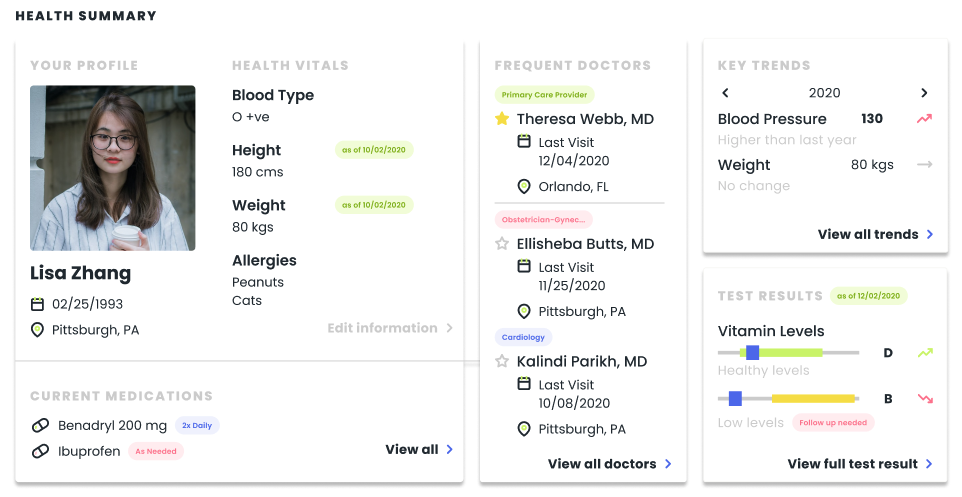 HEALTH SUMMARY
YOUR PROFILE
Lisa Zhang
02/25/1993
Pittsburgh, PA
HEALTH VITALS
Blood Type
O +ve
Height as of 10/02/2020
180 cms
Weight as of 10/02/2020
80 kgs
Allergies
Peanuts
Cats
Edit information
CURRENT MEDICATIONS
Benadryl 200 mg 2x Daily
Ibuprofen As Needed
View all
FREQUENT DOCTORS
Primary Care Provider
Theresa Webb, MD
Last Visit
12/04/2020
Orlando, FL
Obstetrician-Gynec...
Ellisheba Butts, MD
Last Visit
11/25/2020
Pittsburgh, PA
Cardiology
Kalindi Parikh, MD
Last Visit
10/08/2020
Pittsburgh, PA
View all doctors
KEY TRENDS
2020
Blood Pressure 130
Higher than last year
Weight 80 kgs
No change
View all trends
TEST RESULTS as of 12/02/2020
Vitamin Levels
D
Healthy levels
B
Low levels Follow up needed
View full test result